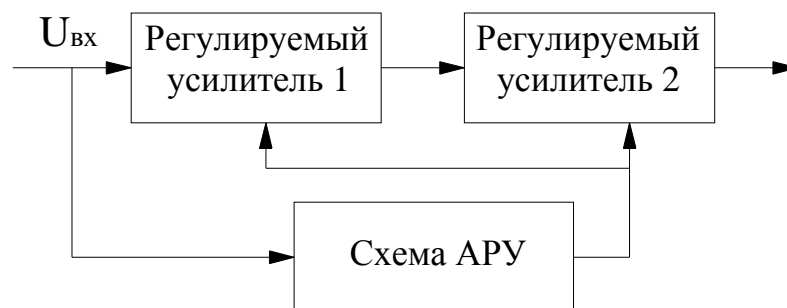 Uвх
Регулируемый
усилитель 1
Регулируемый
усилитель 2
Схема АРУ